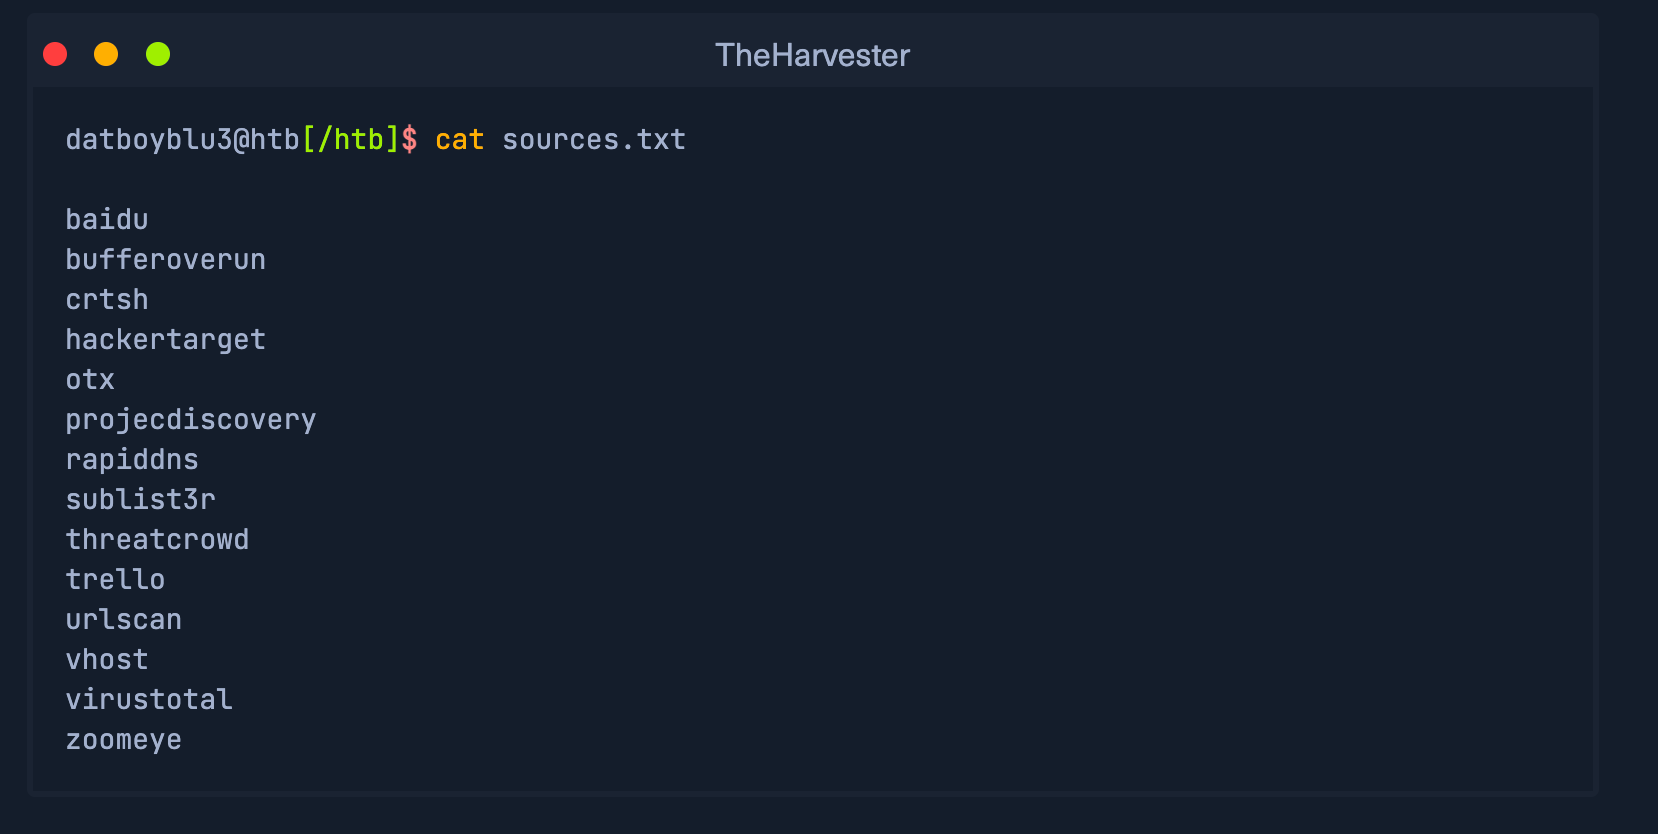 TheHarvester
datboyblu3@htb[/htb]$ cat sources.txt
baidu
bufferoverun
crtsh
hackertarget
otx
projecdiscovery
rapiddns
sublist3r
threatcrowd
trello
urlscan
vhost
virustotal
zoomeye